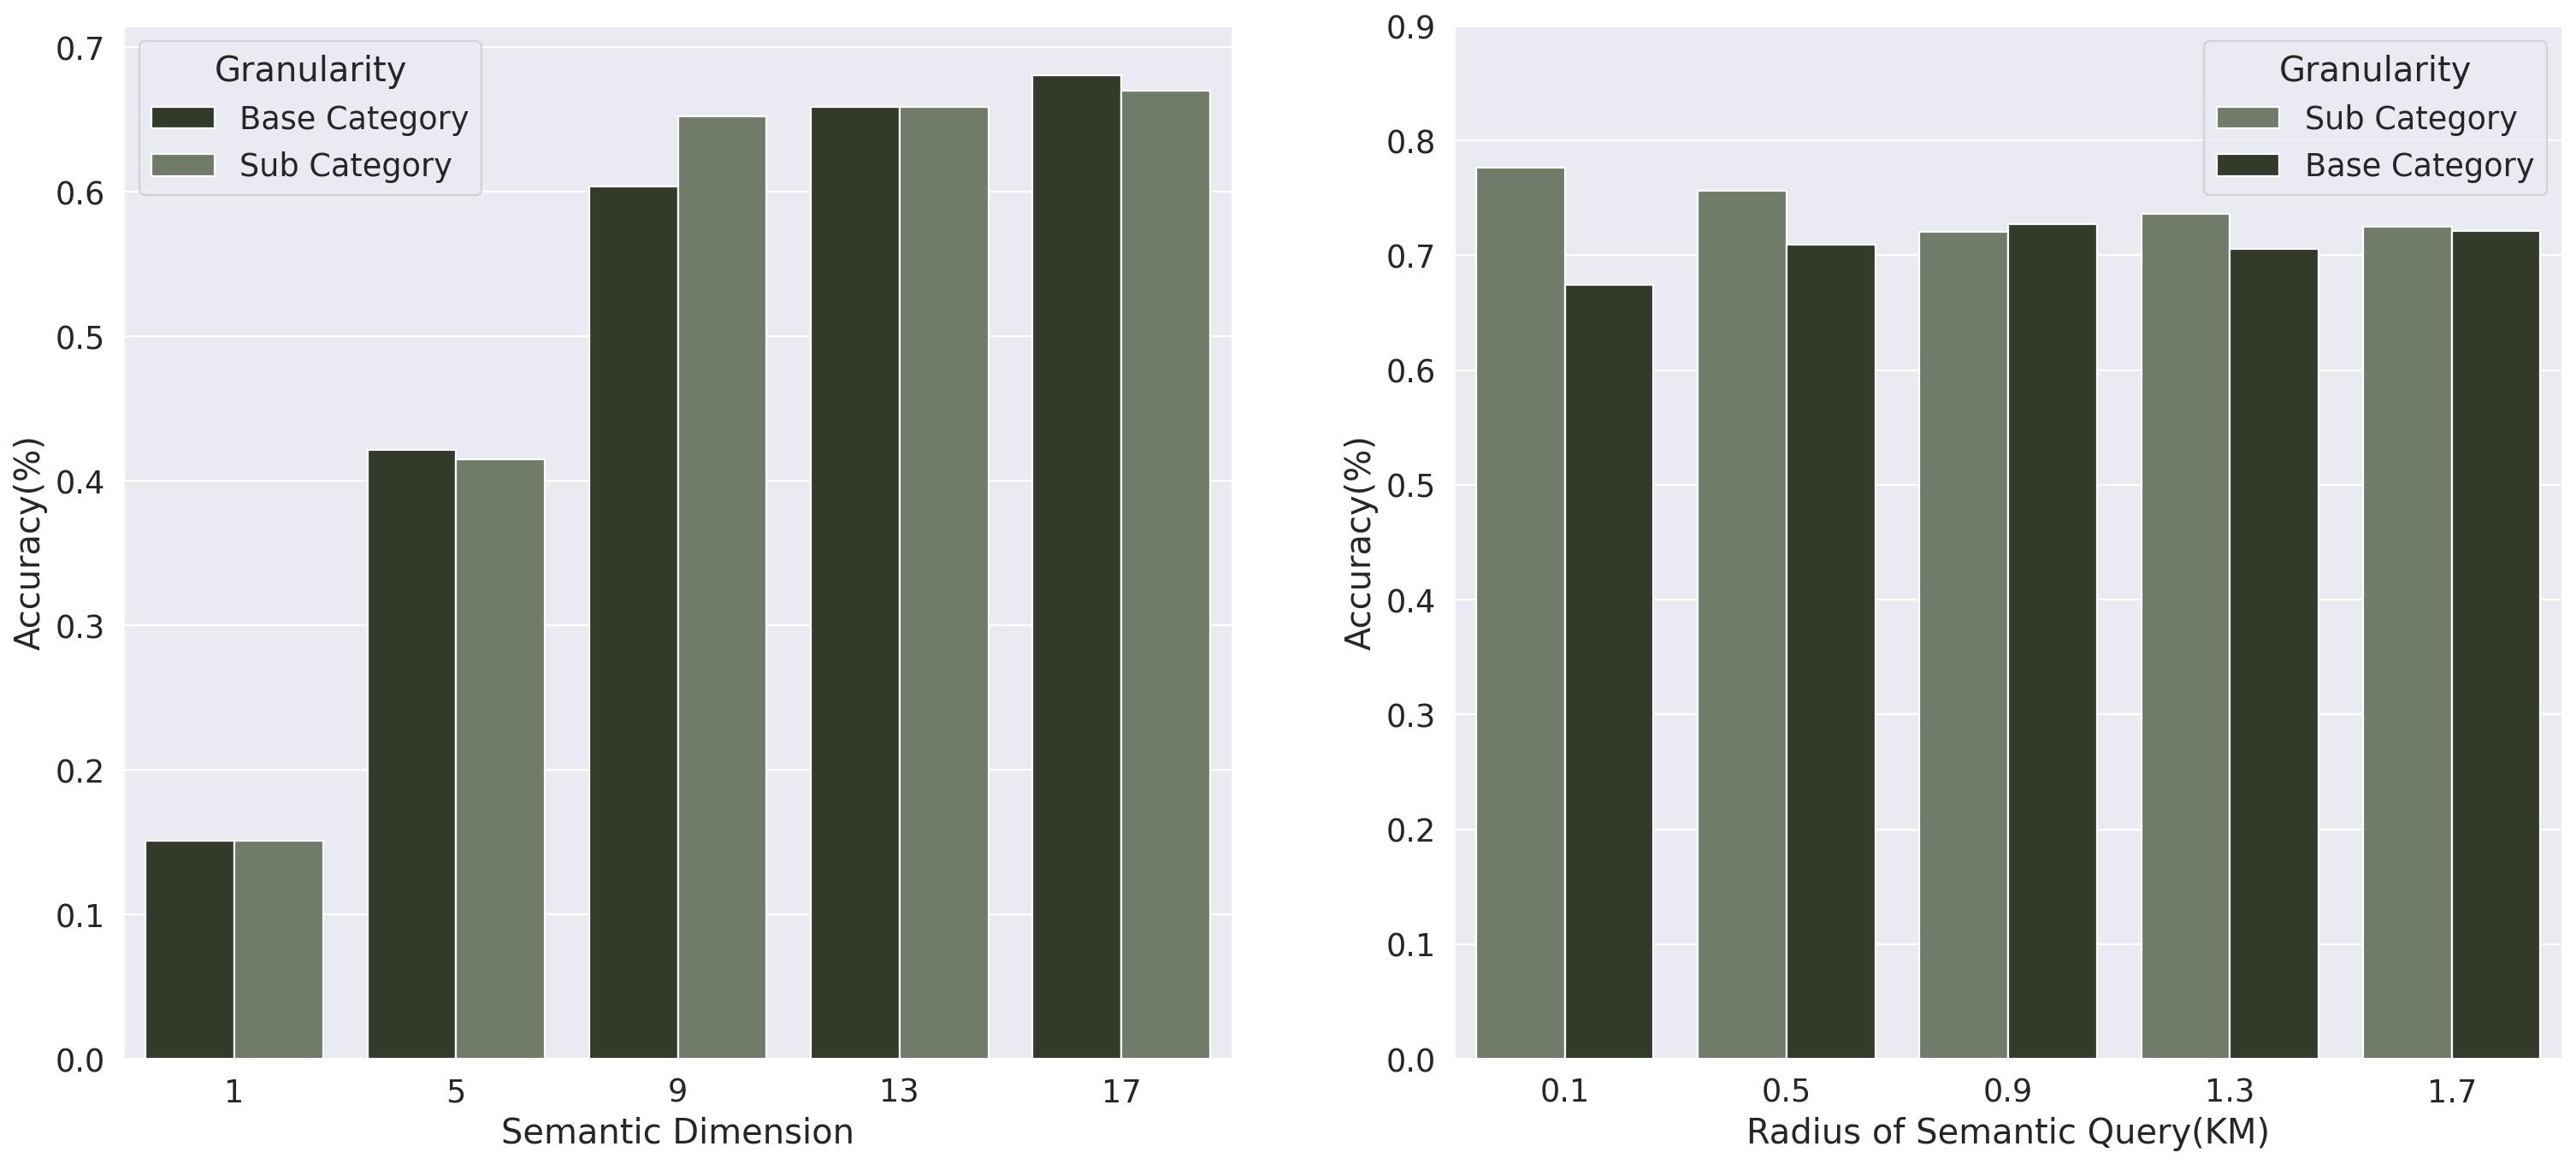 Granularity
Base Category
Sub Category
0.7
0.6
0.5
0.4
0.3
0.2
0.1
0.0
Accuracy(%)
1 5 9 13 17
Semantic Dimension
Granularity
Sub Category
Base Category
0.9
0.8
0.7
0.6
0.5
0.4
0.3
0.2
0.1
0.0
Accuracy(%)
0.1 0.5 0.9 1.3 1.7
Radius of Semantic Query(KM)